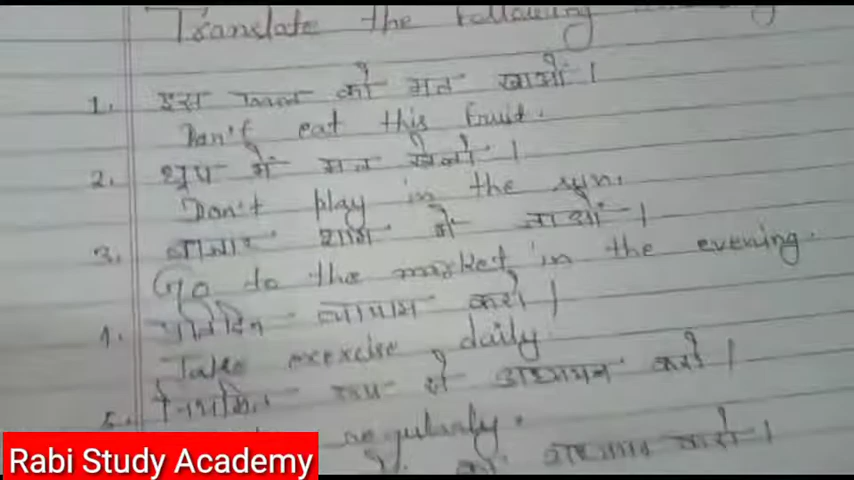 Translate the following
1. इस फल को मत खाओ।
Don't eat this fruit.
2. धूप में मत खेलो।
Don't play in the sun.
3. बाजार शाम में जाओ।
Go to the market in the evening.
4. प्रतिदिन व्यायाम करो।
Take exercise daily
5. नियमित रूप से अध्ययन करो।
regularly.
का
Rabi Study Academy